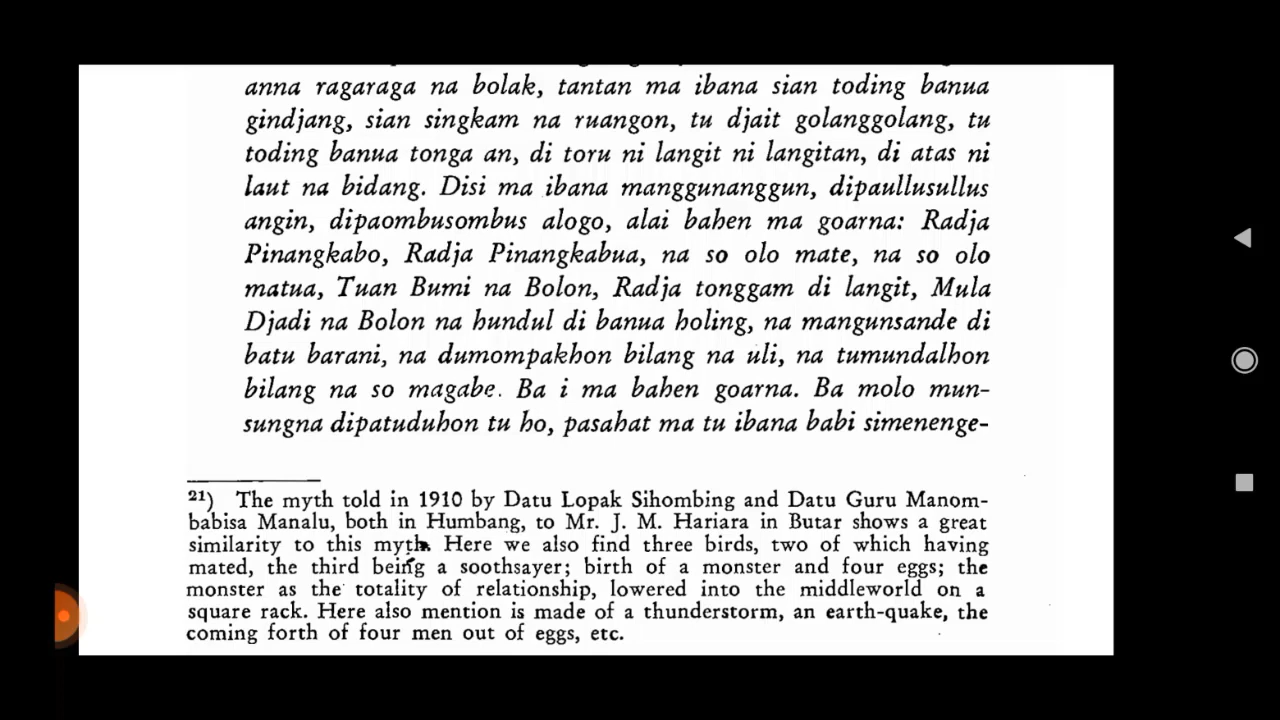 anna ragaraga na bolak, tantan ma ibana sian toding banua
gindjang, sian singkam na ruangon, tu djait golanggolang, tu
toding banua tonga an, di toru ni langit ni langitan, di atas ni
laut na bidang. Disi ma ibana manggunanggun, dipaullusullus
angin, dipaombusombus alogo, alai bahen ma goarna: Radja
Pinangkabo, Radja Pinangkabua, na so olo mate, na so olo
matua, Tuan Bumi na Bolon, Radja tonggam di langit, Mula
Djadi na Bolon na hundul di banua holing, na mangunsande di
batu barani, na dumompakhon bilang na uli, na tumundalhon
bilang na so magabe. Ba i ma bahen goarna. Ba molo mun-
sungna dipatuduhon tu ho, pasahat ma tu ibana babi simenenge-
21) The myth told in 1910 by Datu Lopak Sihombing and Datu Guru Manom-
babisa Manalu, both in Humbang, to Mr. J. M. Hariara in Butar shows a great
similarity to this myth. Here we also find three birds, two of which having
mated, the third being a soothsayer; birth of a monster and four eggs; the
monster as the totality of relationship, lowered into the middleworld on a
square rack. Here also mention is made of a thunderstorm, an earth-quake, the
coming forth of four men out of eggs, etc.